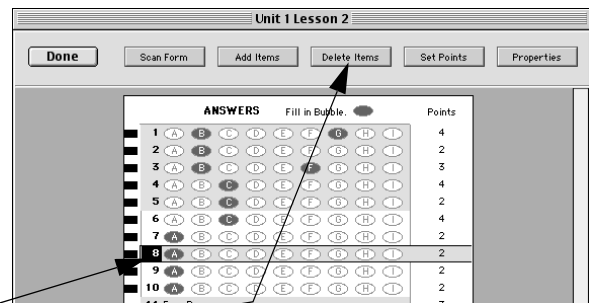 Unit 1 Lesson 2
Done Scan Form Add Items Delete Items Set Points Properties
ANSWERS Fill in Bubble. Points
1 A B C D E F G H I 4
2 A B C D E F G H I 2
3 A B C D E F G H I 3
4 A B C D E F G H I 4
5 A B C D E F G H I 2
6 A B C D E F G H I 4
7 A B C D E F G H I 2
8 A B C D E F G H I 2
9 A B C D E F G H I 2
10 A B C D E F G H I 2